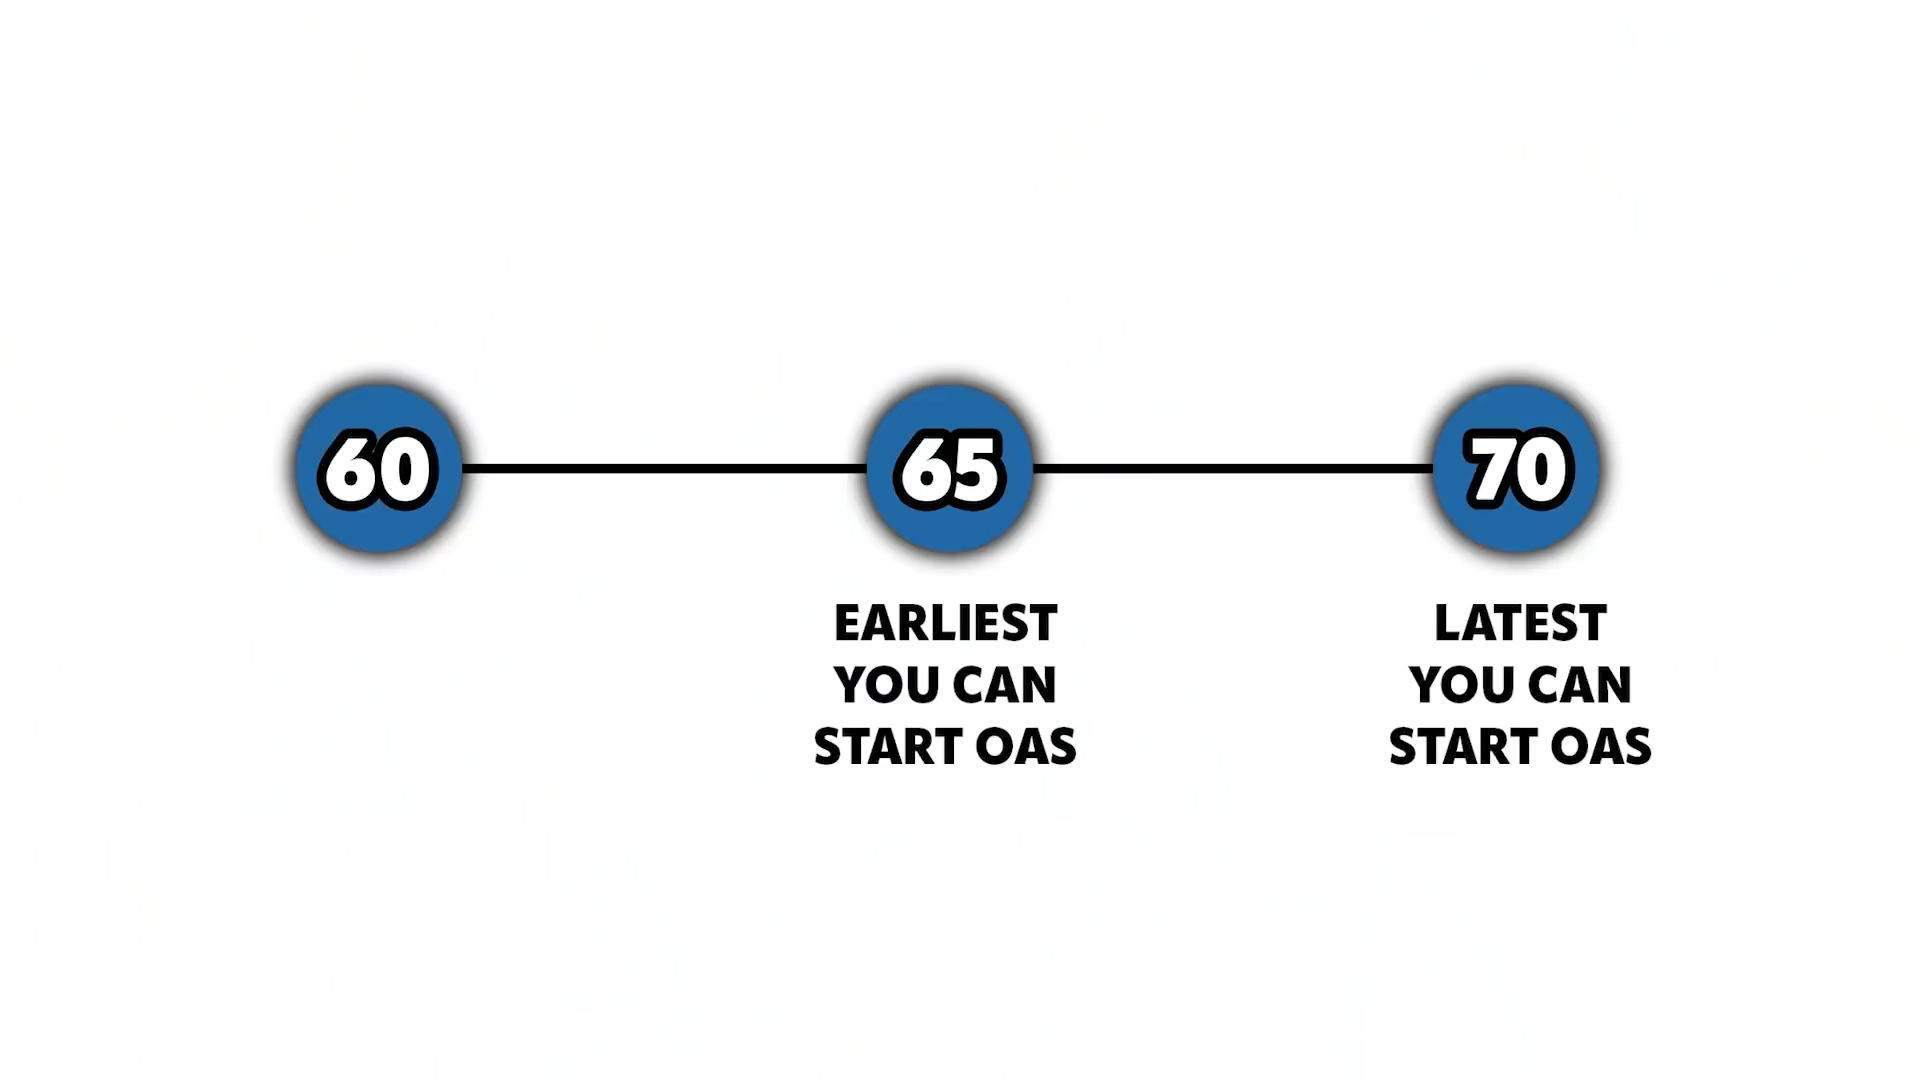 60
65
70
EARLIEST
YOU CAN
START OAS
LATEST
YOU CAN
START OAS